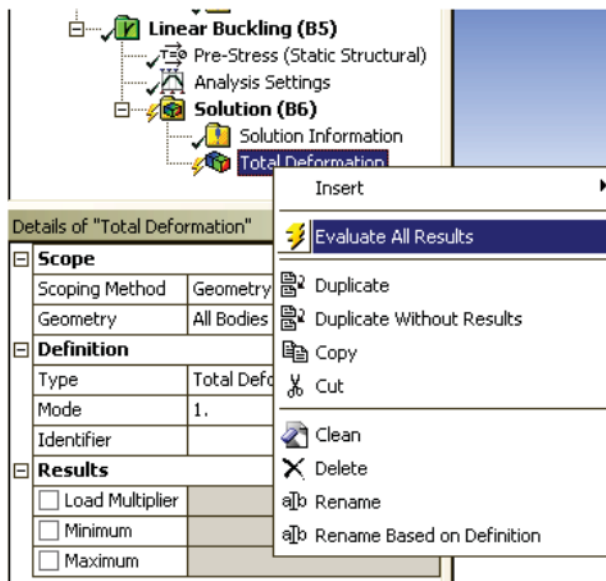 Linear Buckling (B5)
Pre-Stress (Static Structural)
Analysis Settings
Solution (B6)
Solution Information
Total Deformation
Insert
Evaluate All Results
Duplicate
Duplicate Without Results
Copy
Cut
Clean
Delete
Rename
Rename Based on Definition
Details of "Total Deformation"
Scope
Scoping Method Geometry
Geometry All Bodies
Definition
Type Total Defo
Mode 1.
Identifier
Results
Load Multiplier
Minimum
Maximum